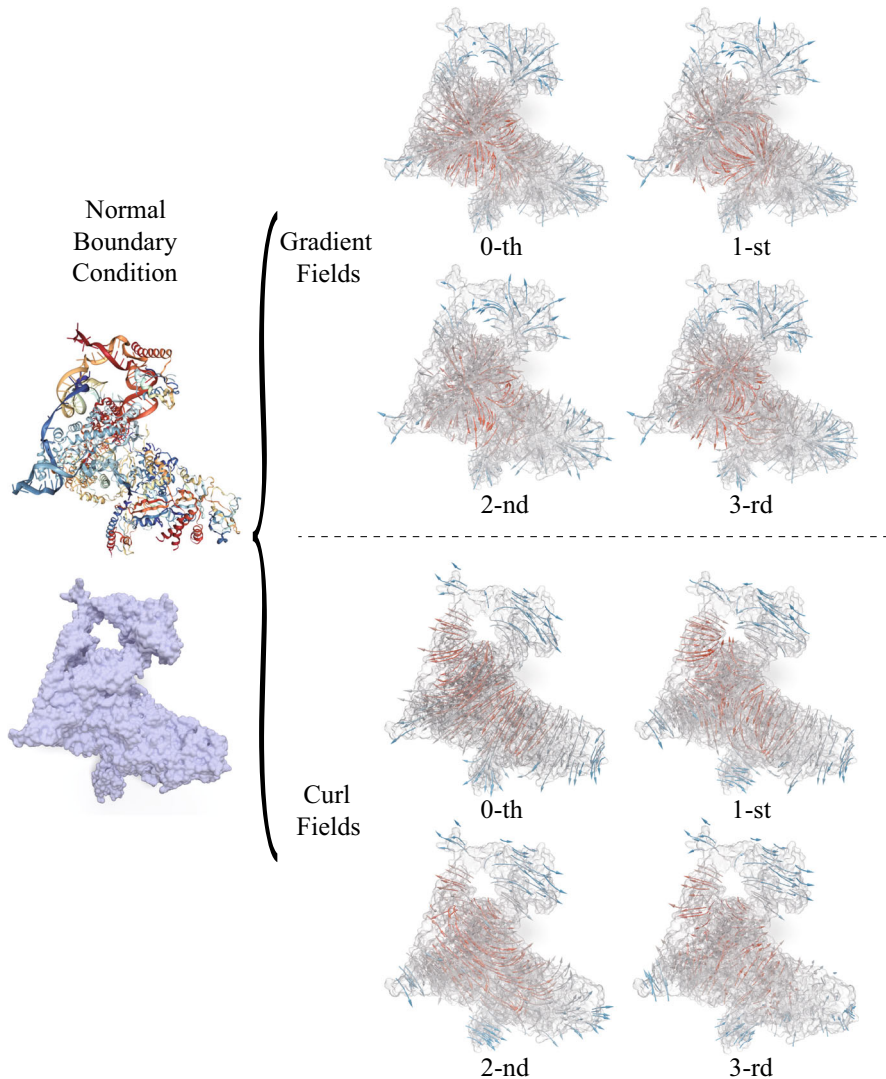 Normal
Boundary
Condition
Gradient
Fields
0-th
1-st
2-nd
3-rd
Curl
Fields
0-th
1-st
2-nd
3-rd